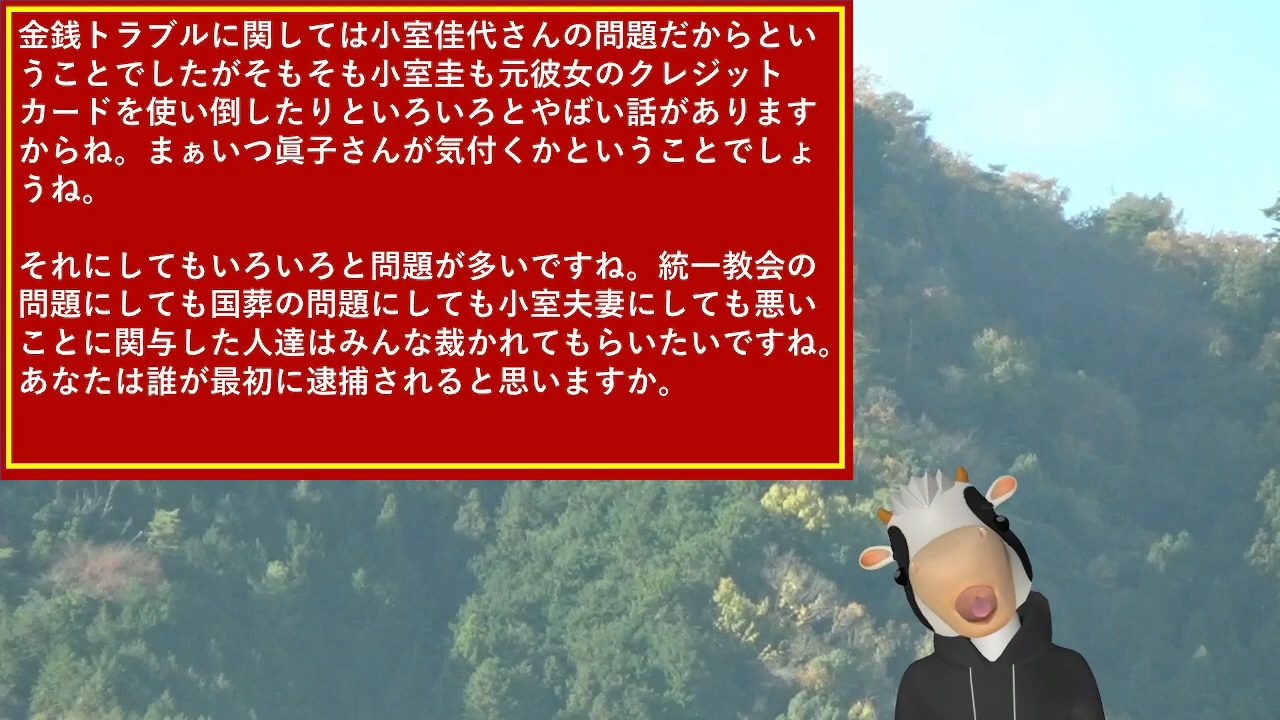 金銭トラブルに関しては小室佳代さんの問題だからとい
うことでしたがそもそも小室圭も元彼女のクレジット
カードを使い倒したりといろいろとやばい話があります
からね。まぁいつ眞子さんが気付くかということでしょ
うね。
それにしてもいろいろと問題が多いですね。統一教会の
問題にしても国葬の問題にしても小室夫妻にしても悪い
ことに関与した人達はみんな裁かれてもらいたいですね。
あなたは誰が最初に逮捕されると思いますか。